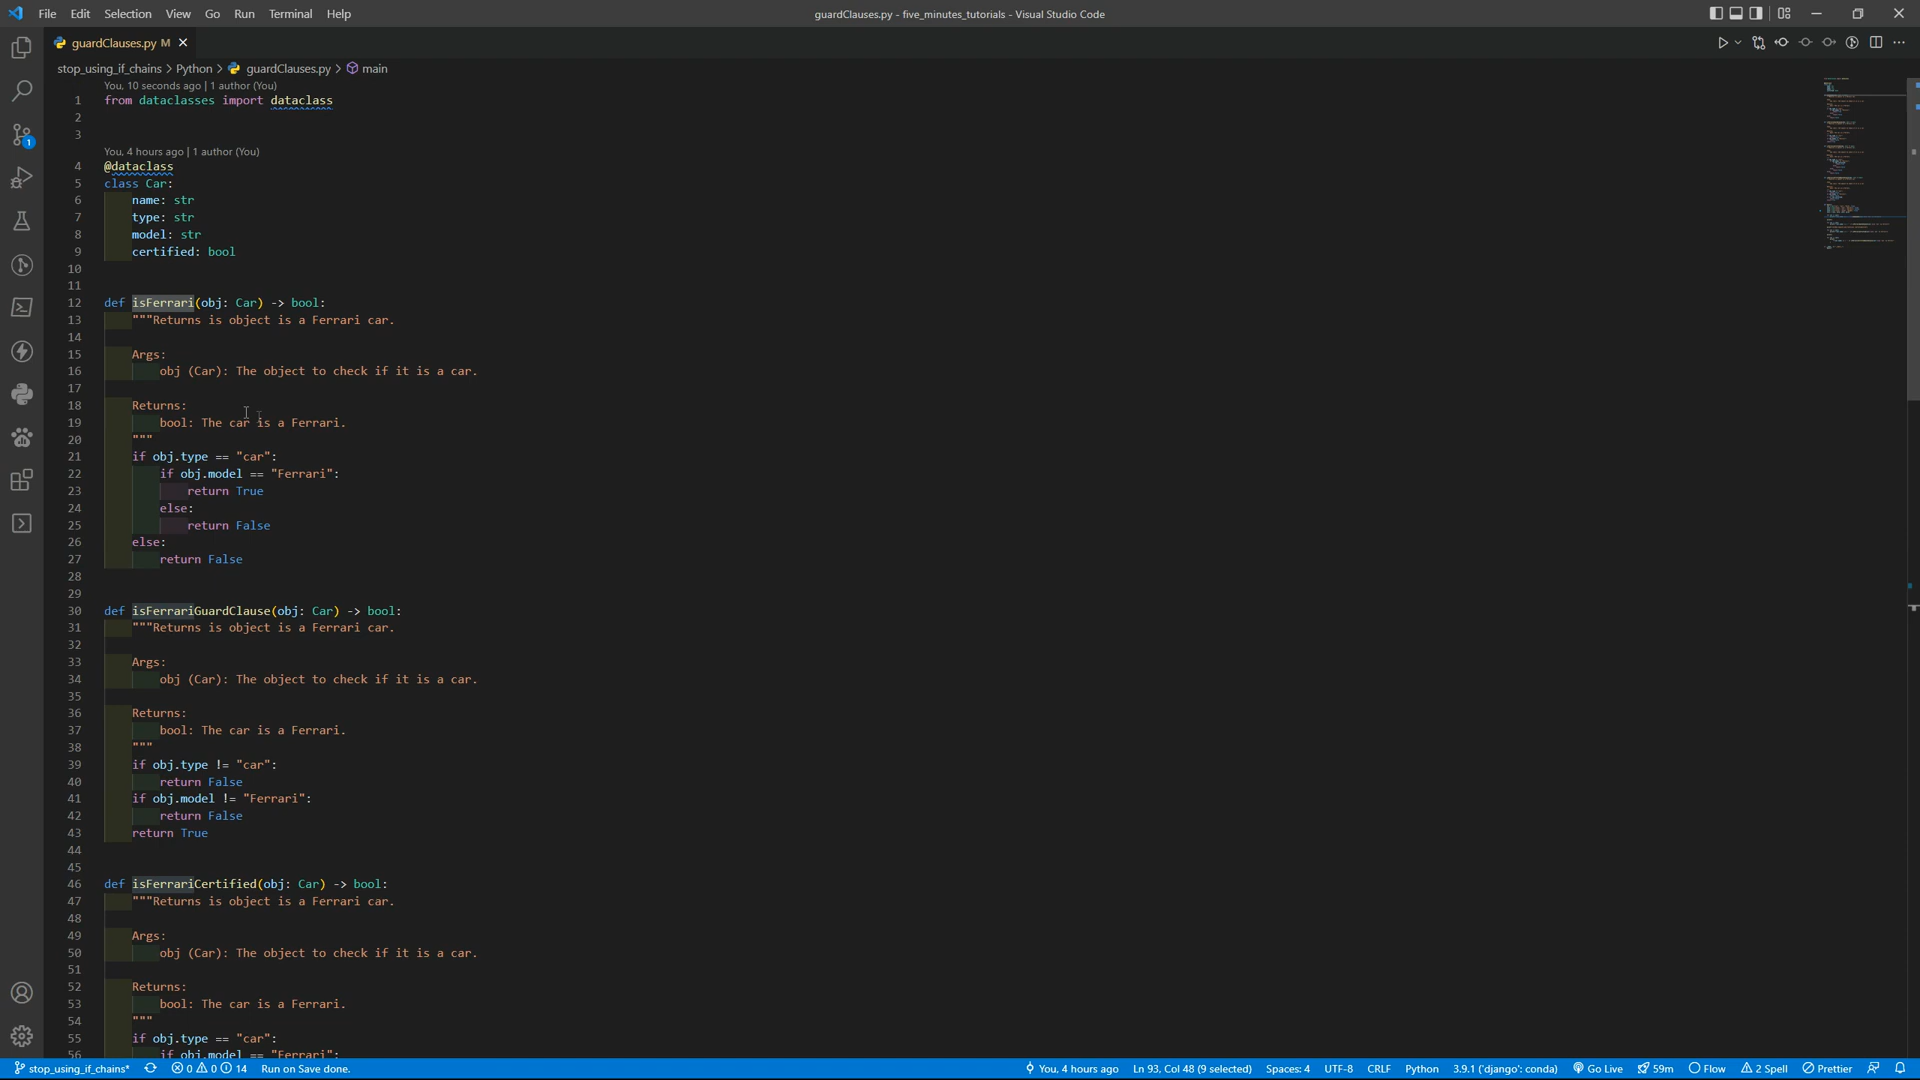 File Edit Selection View Go Run Terminal Help
guardClauses.py - five_minutes_tutorials - Visual Studio Code
guardClauses.py M
stop_using_if_chains > Python > guardClauses.py > main
You, 10 seconds ago | 1 author (You)
1 from dataclasses import dataclass
2
3
You, 4 hours ago | 1 author (You)
4 @dataclass
5 class Car:
6 name: str
7 type: str
8 model: str
9 certified: bool
10
11
12 def isFerrari(obj: Car) -> bool:
13 """Returns is object is a Ferrari car.
14
15 Args:
16 obj (Car): The object to check if it is a car.
17
18 Returns:
19 bool: The car is a Ferrari.
20 """
21 if obj.type == "car":
22 if obj.model == "Ferrari":
23 return True
24 else:
25 return False
26 else:
27 return False
28
29
30 def isFerrariGuardClause(obj: Car) -> bool:
31 """Returns is object is a Ferrari car.
32
33 Args:
34 obj (Car): The object to check if it is a car.
35
36 Returns:
37 bool: The car is a Ferrari.
38 """
39 if obj.type != "car":
40 return False
41 if obj.model != "Ferrari":
42 return False
43 return True
44
45
46 def isFerrariCertified(obj: Car) -> bool:
47 """Returns is object is a Ferrari car.
48
49 Args:
50 obj (Car): The object to check if it is a car.
51
52 Returns:
53 bool: The car is a Ferrari.
54 """
55 if obj.type == "car":
56 if obj.model == "Ferrari":
1
stop_using_if_chains* 0 0 14 Run on Save done. You, 4 hours ago Ln 93, Col 48 (9 selected) Spaces: 4 UTF-8 CRLF Python 3.9.1 ('django': conda) Go Live 59m Flow 2 Spell Prettier